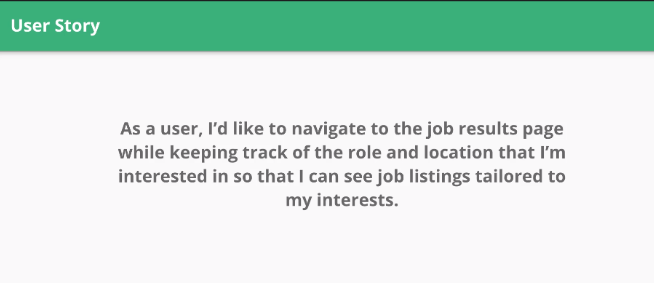 User Story
As a user, I’d like to navigate to the job results page
while keeping track of the role and location that I’m
interested in so that I can see job listings tailored to
my interests.